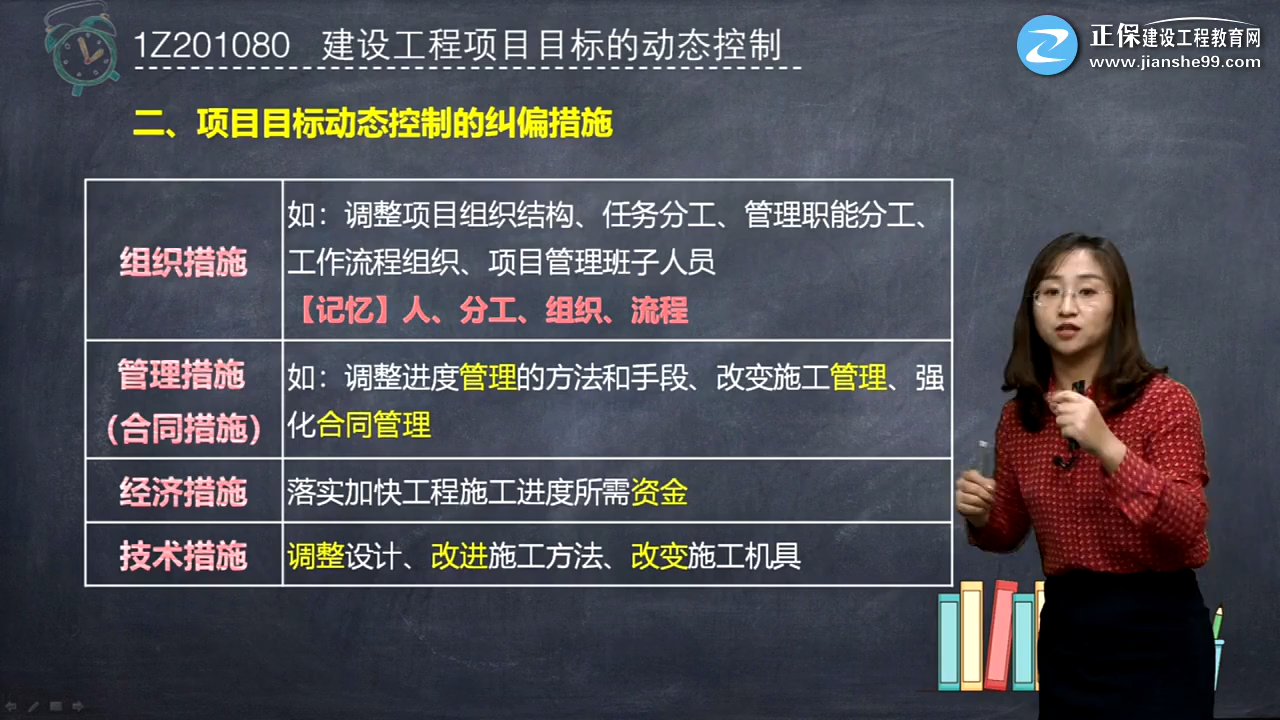 1Z201080 建设工程项目目标的动态控制
正保建设工程教育网
www.jianshe99.com
二、项目目标动态控制的纠偏措施
组织措施
如：调整项目组织结构、任务分工、管理职能分工、
工作流程组织、项目管理班子人员
【记忆】人、分工、组织、流程
管理措施
（合同措施）
如：调整进度管理的方法和手段、改变施工管理、强
化合同管理
经济措施
落实加快工程施工进度所需资金
技术措施
调整设计、改进施工方法、改变施工机具